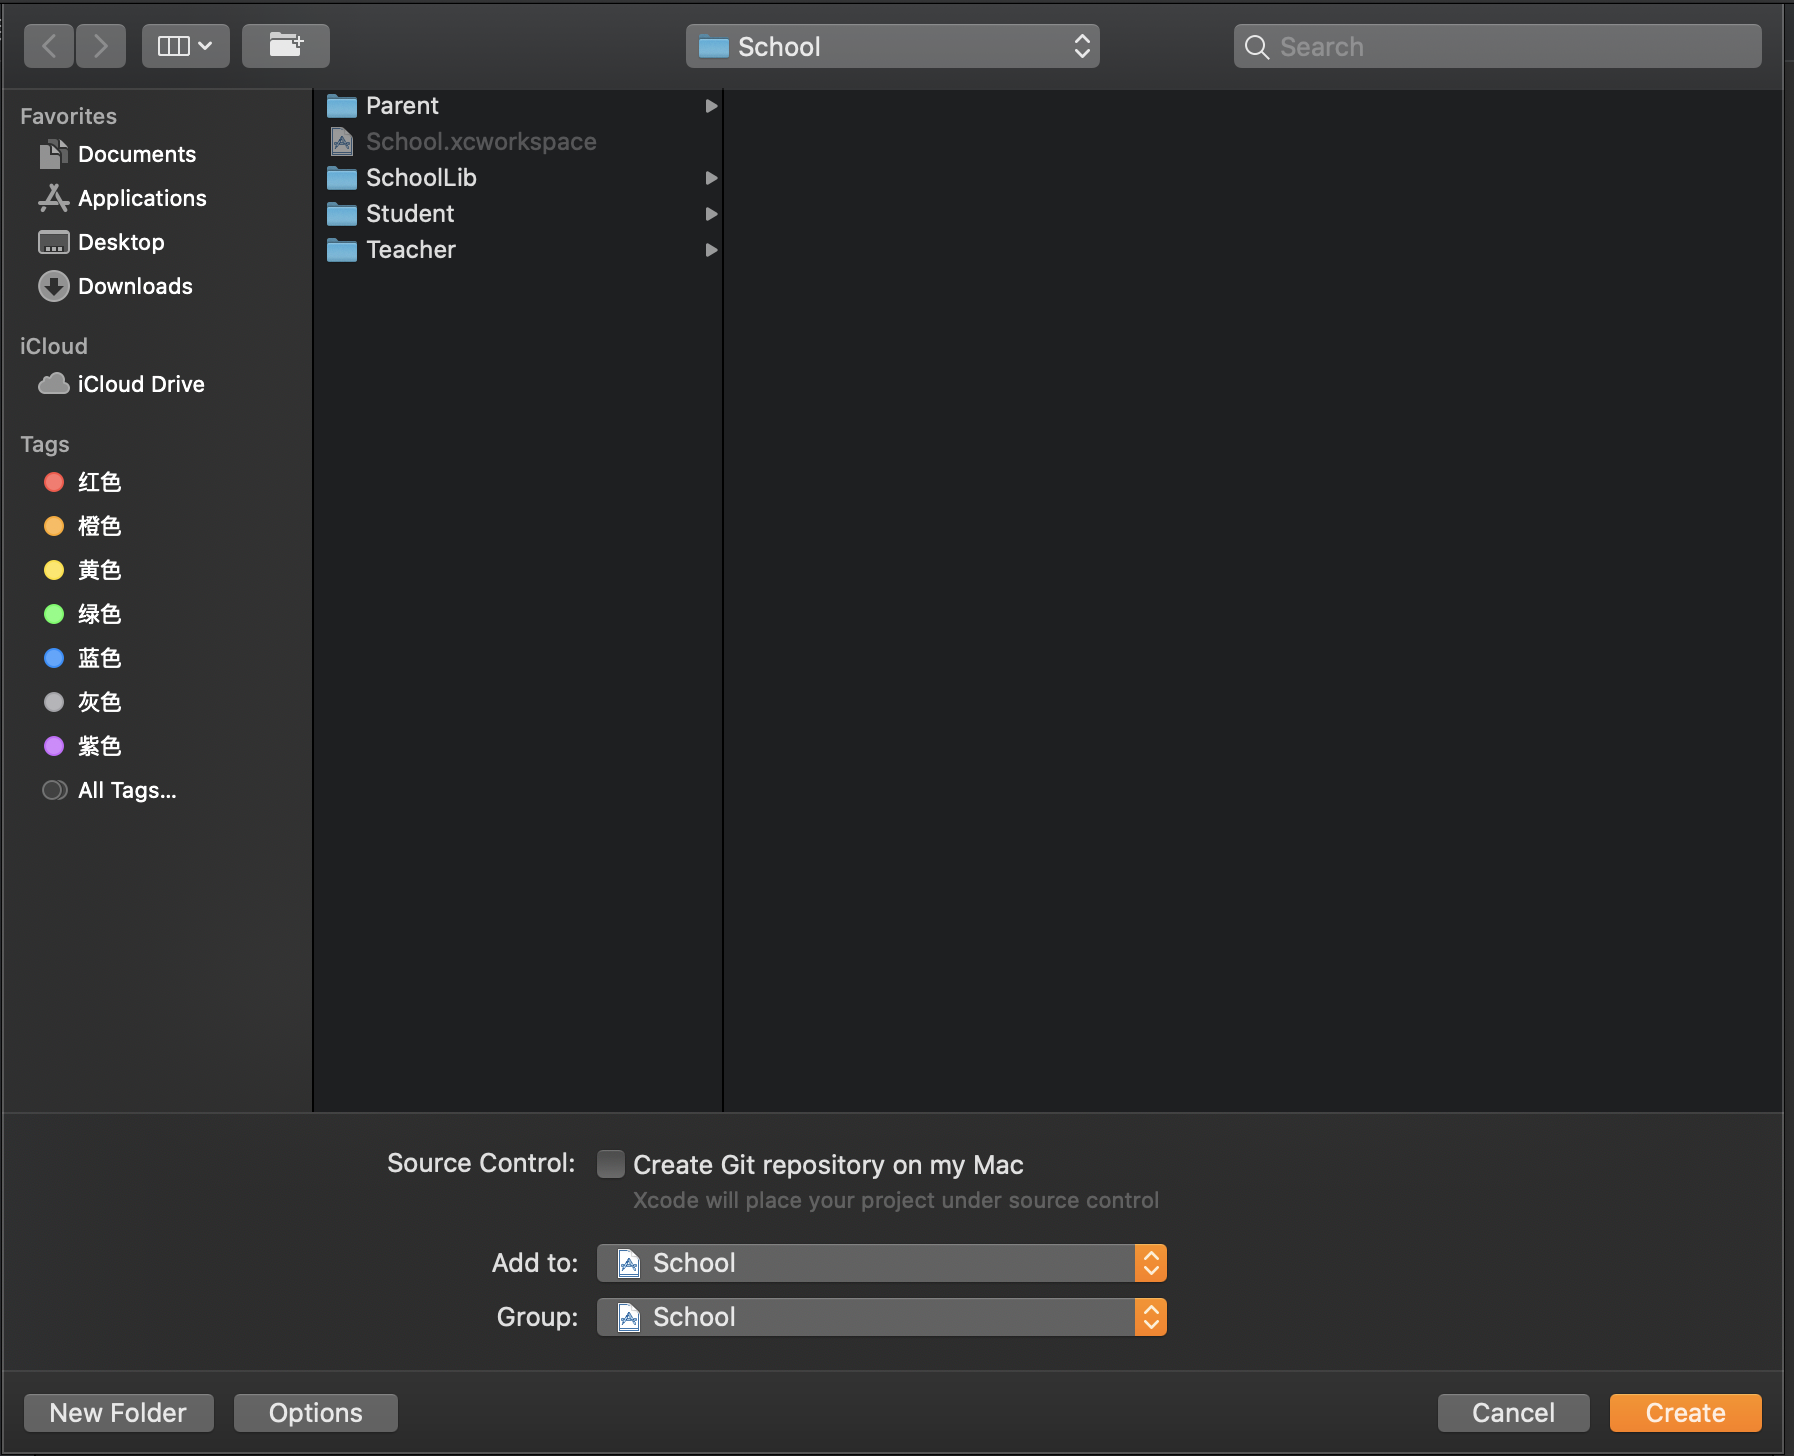 School
Search
Favorites
Documents
Applications
Desktop
Downloads
iCloud
iCloud Drive
Tags
红色
橙色
黄色
绿色
蓝色
灰色
紫色
All Tags...
Parent
School.xcworkspace
SchoolLib
Student
Teacher
Source Control: Create Git repository on my Mac
Xcode will place your project under source control
Add to: School
Group: School
New Folder Options Cancel Create